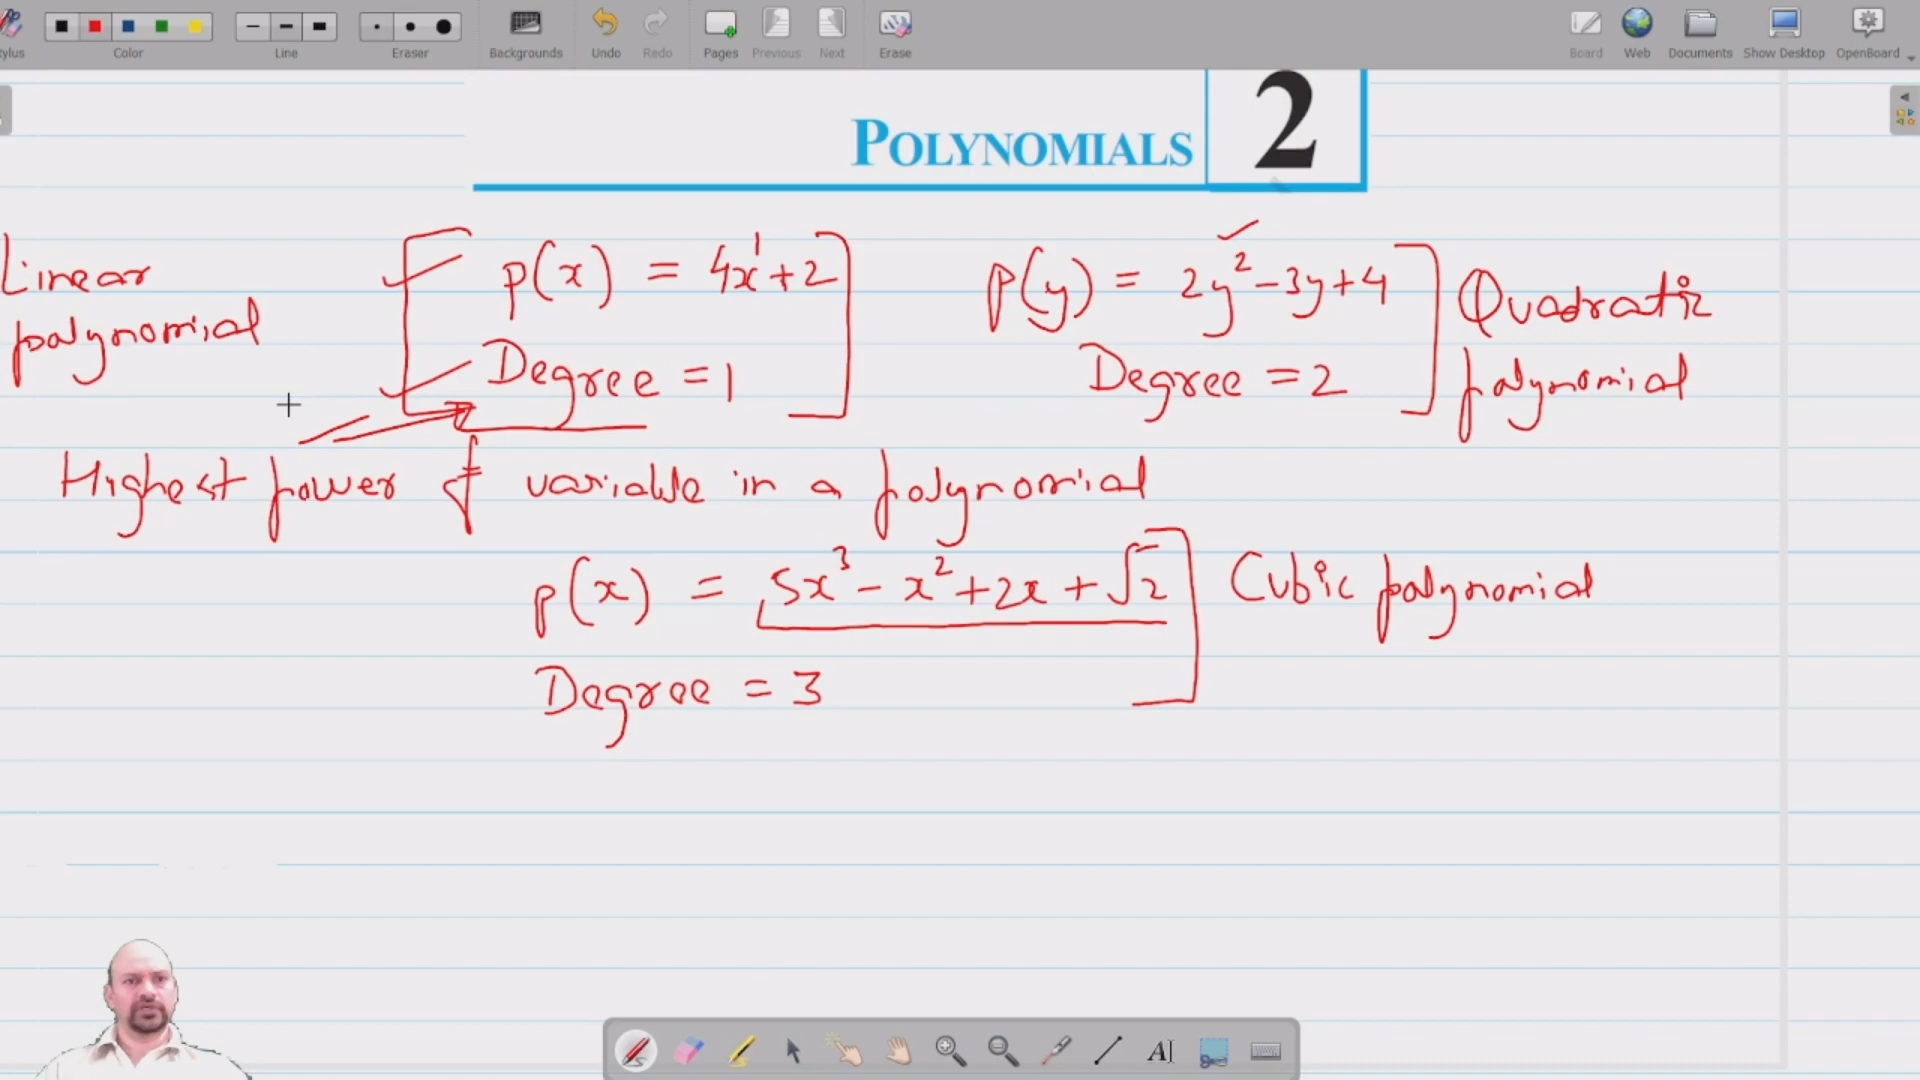 Stylus
Color
Line
Eraser
Backgrounds
Undo
Redo
Pages
Previous
Next
Erase
Board
Web
Documents
Show Desktop
OpenBoard
POLYNOMIALS 2
Linear polynomial
p(x) = 4x¹+2
Degree = 1
p(y) = 2y²-3y+4
Degree = 2
Quadratic polynomial
Highest power of variable in a polynomial
p(x) = 5x³ - x² + 2x + √2
Cubic polynomial
Degree = 3
AI